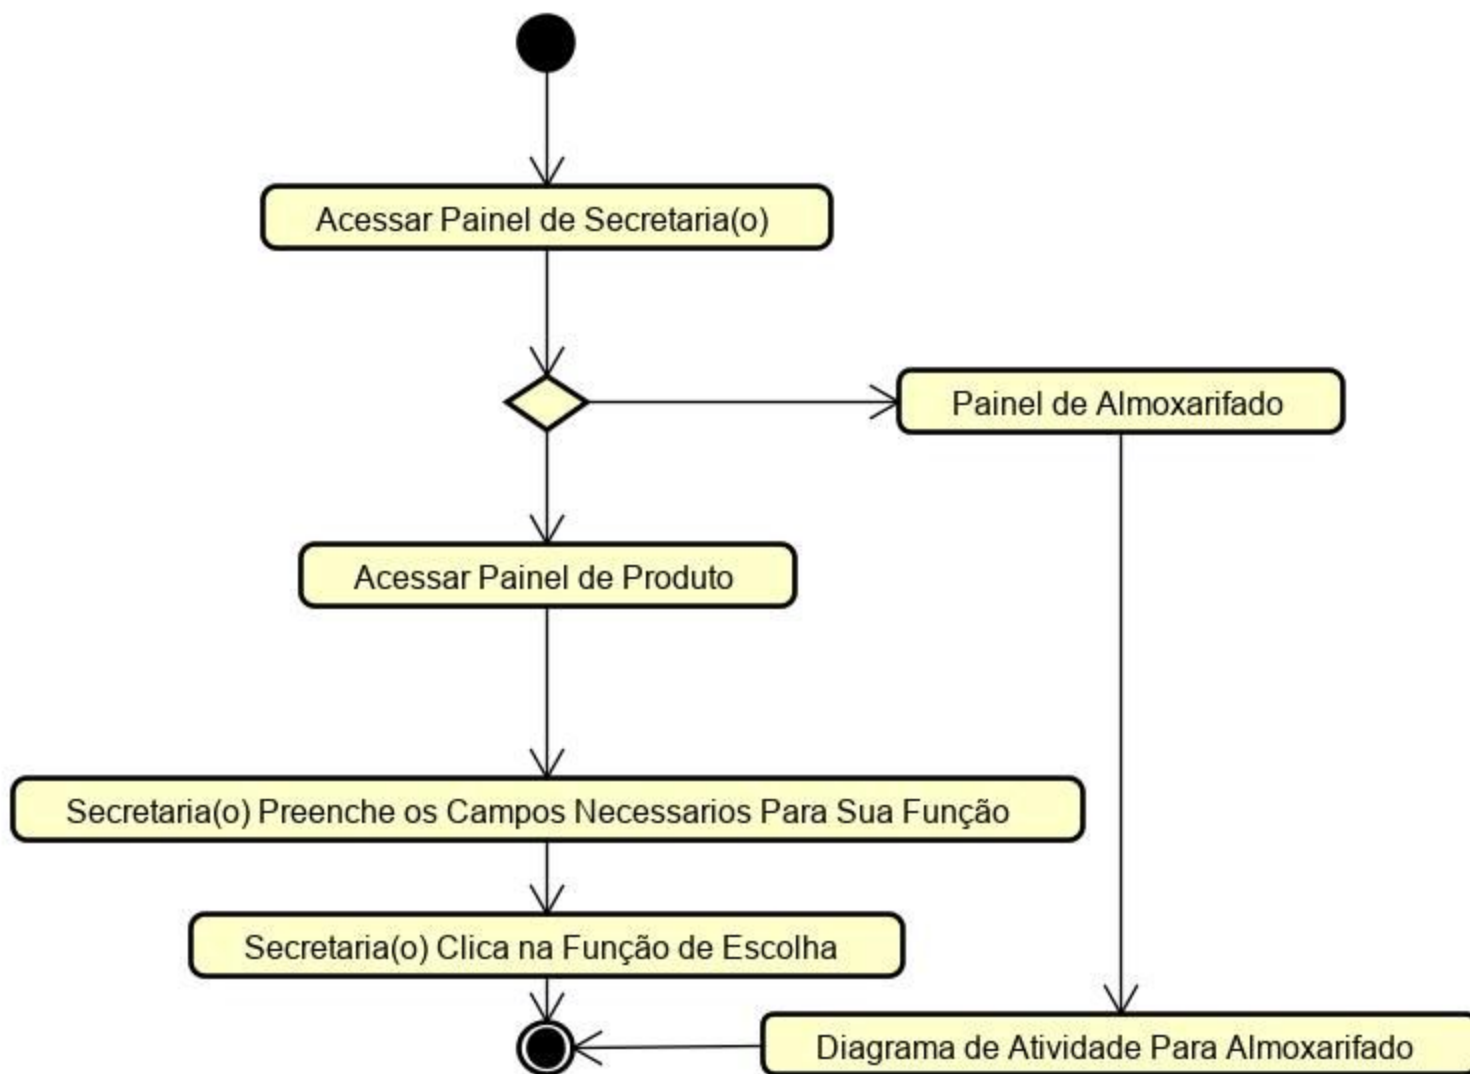 Acessar Painel de Secretaria(o)
Painel de Almoxarifado
Acessar Painel de Produto
Secretaria(o) Preenche os Campos Necessarios Para Sua Função
Secretaria(o) Clica na Função de Escolha
Diagrama de Atividade Para Almoxarifado